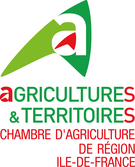 agRICULTUREs
& TERRITOIREs
CHAMBRE D'AGRICULTURE
DE RÉGION
ILE-DE-FRANCE